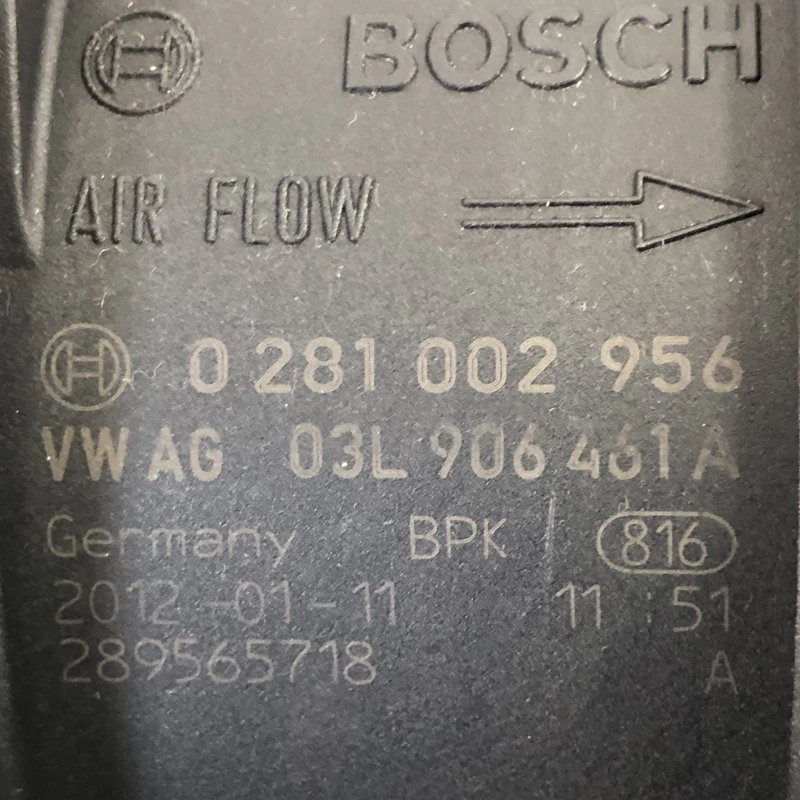 BOSCH
AIR FLOW
0 281 002 956
VW AG 03L 906 461 A
Germany BPK 816
2012-01-11 11:51
289565718 A